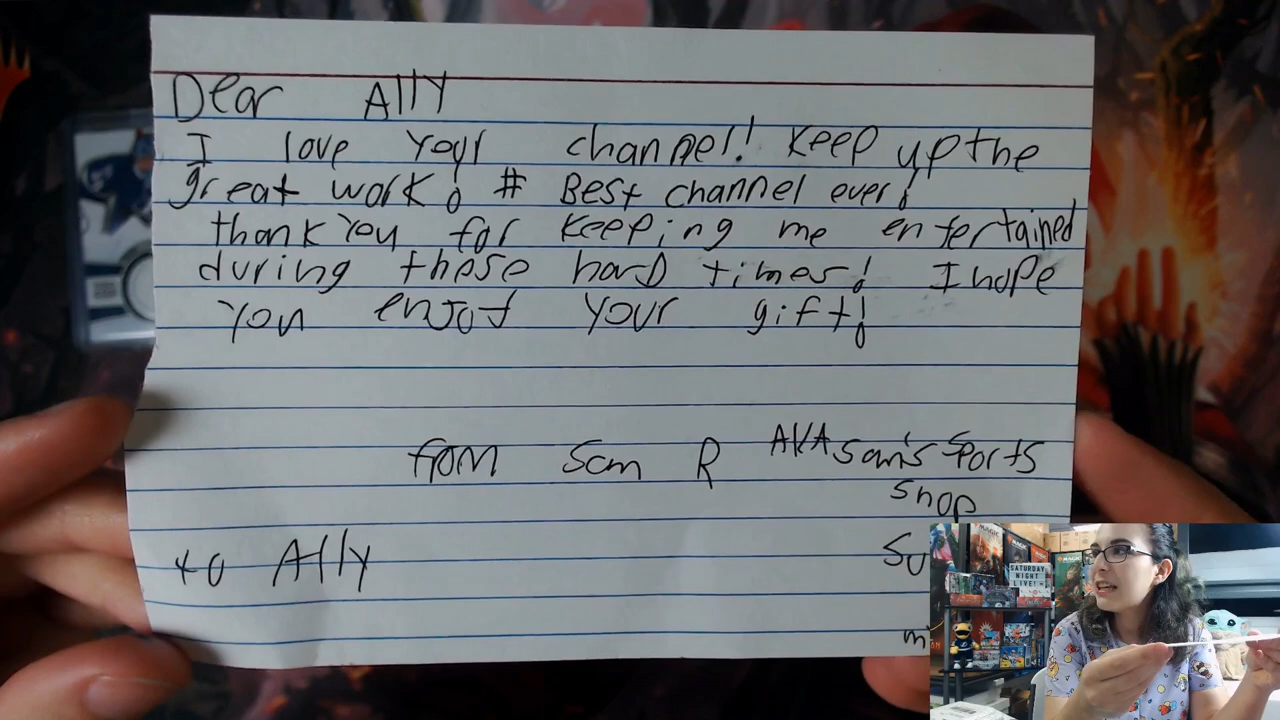 Dear Ally
I love your channel! Keep up the
great work! # Best channel ever!
thank you for keeping me entertained
during these hard times! I hope
you enjoy your gift!
from Sam R AKA Sam's Sports
Shop
to Ally
SATURDAY
NIGHT
LIVE!